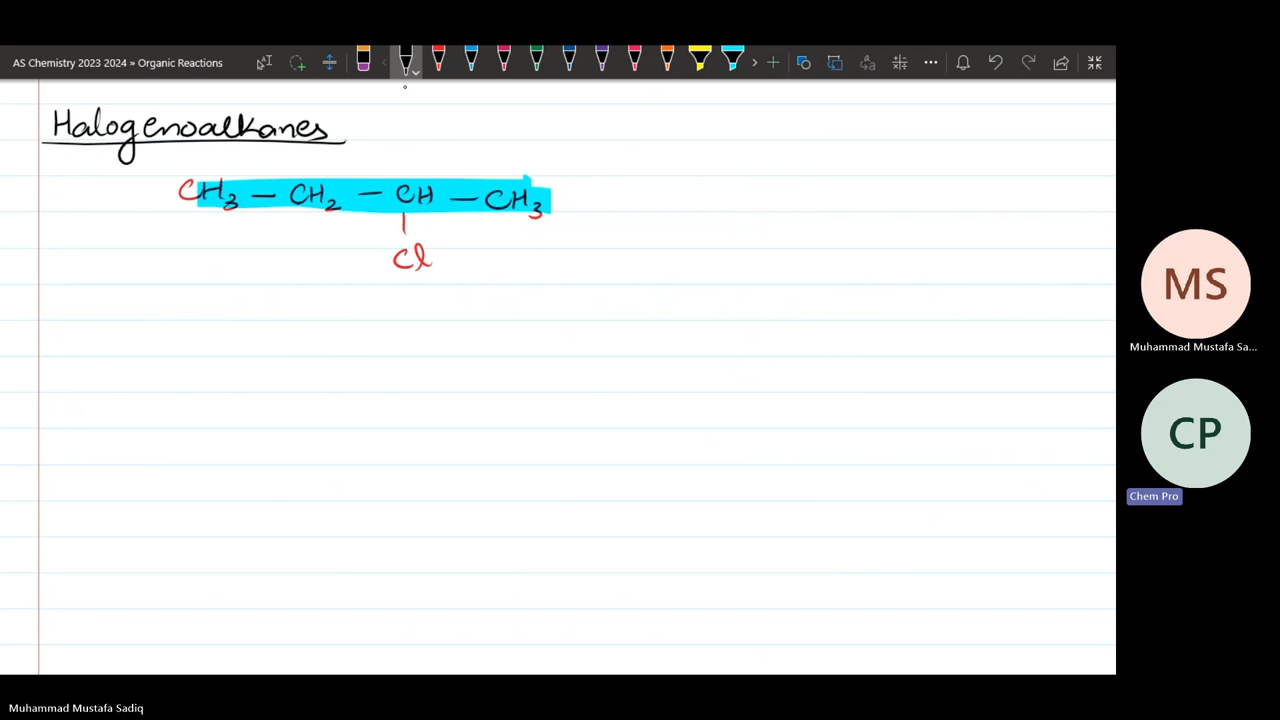 AS Chemistry 2023 2024 » Organic Reactions
Halogenoalkanes
CH3 — CH2 — CH — CH3
|
Cl
MS
Muhammad Mustafa Sa...
CP
Chem Pro
Muhammad Mustafa Sadiq